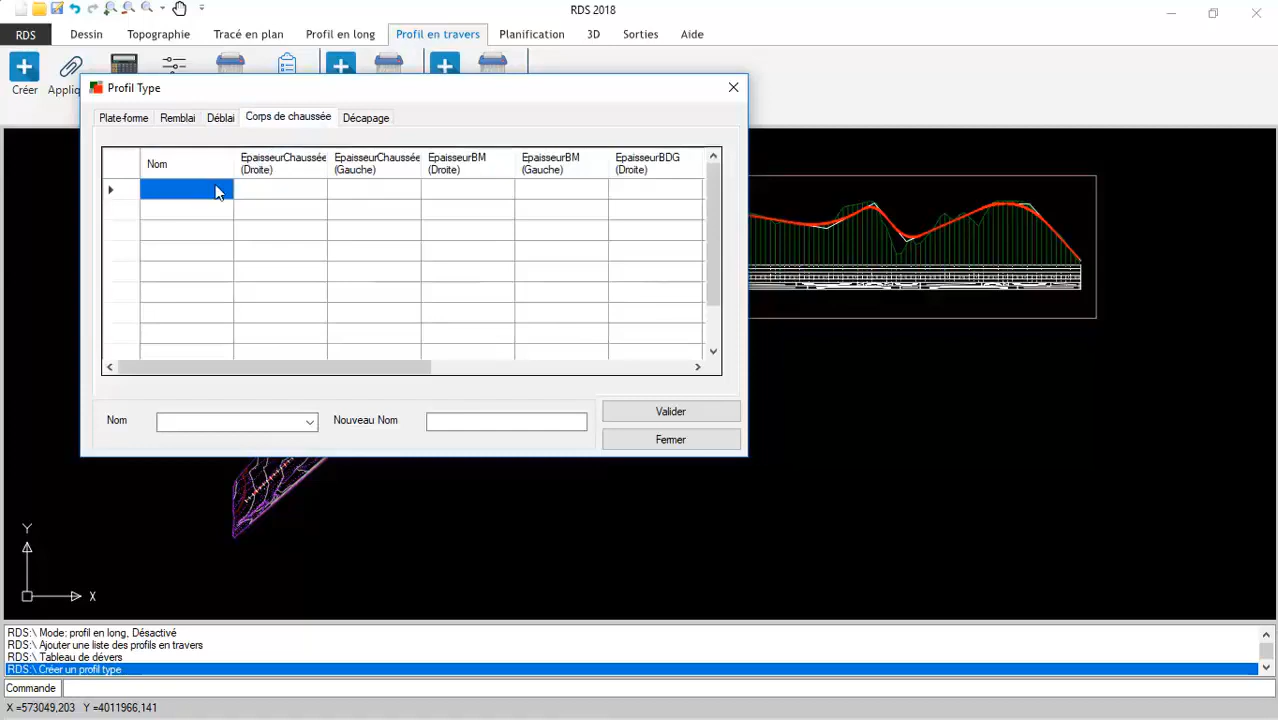 RDS 2018
RDS Dessin Topographie Tracé en plan Profil en long Profil en travers Planification 3D Sorties Aide
Créer Appliq
Profil Type
Plate-forme Remblai Déblai Corps de chaussée Décapage
Nom EpaisseurChaussée (Droite) EpaisseurChaussée (Gauche) EpaisseurBM (Droite) EpaisseurBM (Gauche) EpaisseurBDG (Droite)
Nom Nouveau Nom Valider
Fermer
Y
X
RDS:\ Mode: profil en long, Désactivé
RDS:\ Ajouter une liste des profils en travers
RDS:\ Tableau de dévers
RDS:\ Créer un profil type
Commande
X =573049,203 Y =4011966,141